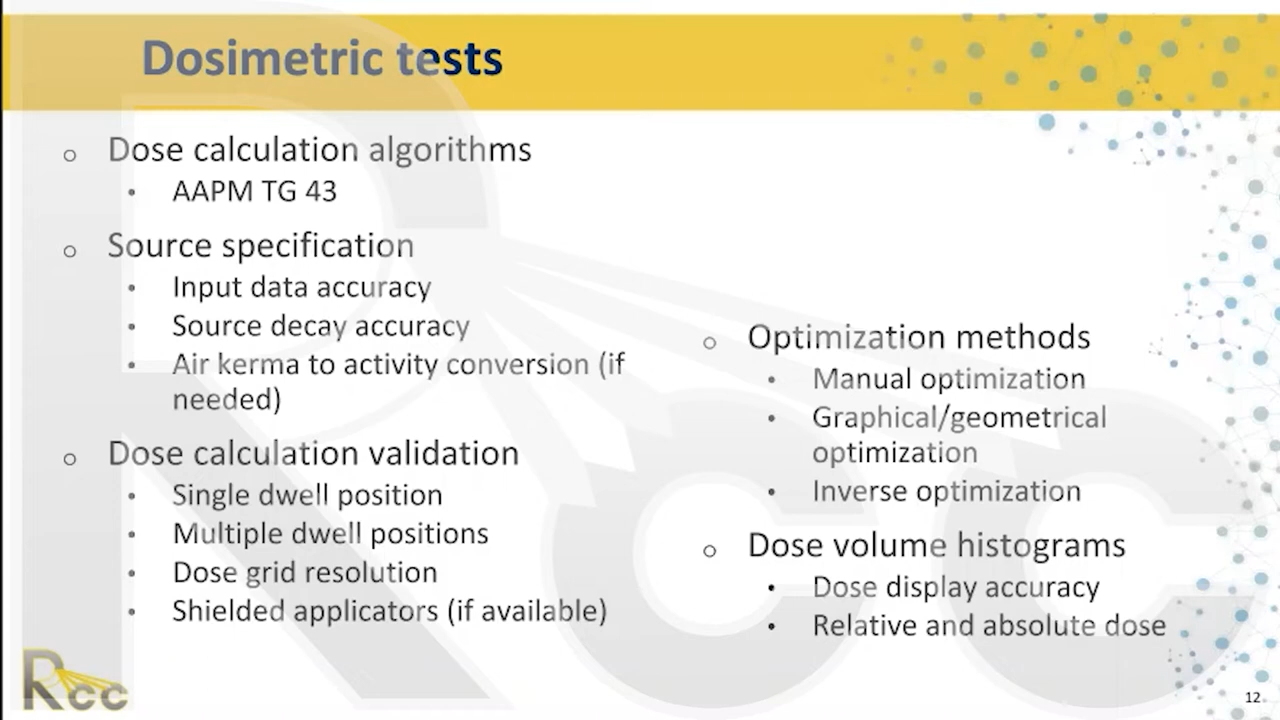 Dosimetric tests
Dose calculation algorithms
AAPM TG 43
Source specification
Input data accuracy
Source decay accuracy
Air kerma to activity conversion (if
needed)
Dose calculation validation
Single dwell position
Multiple dwell positions
Dose grid resolution
Shielded applicators (if available)
Optimization methods
Manual optimization
Graphical/geometrical
optimization
Inverse optimization
Dose volume histograms
Dose display accuracy
Relative and absolute dose
Rcc
12